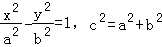 x²/a² - y²/b² = 1, c² = a² + b²